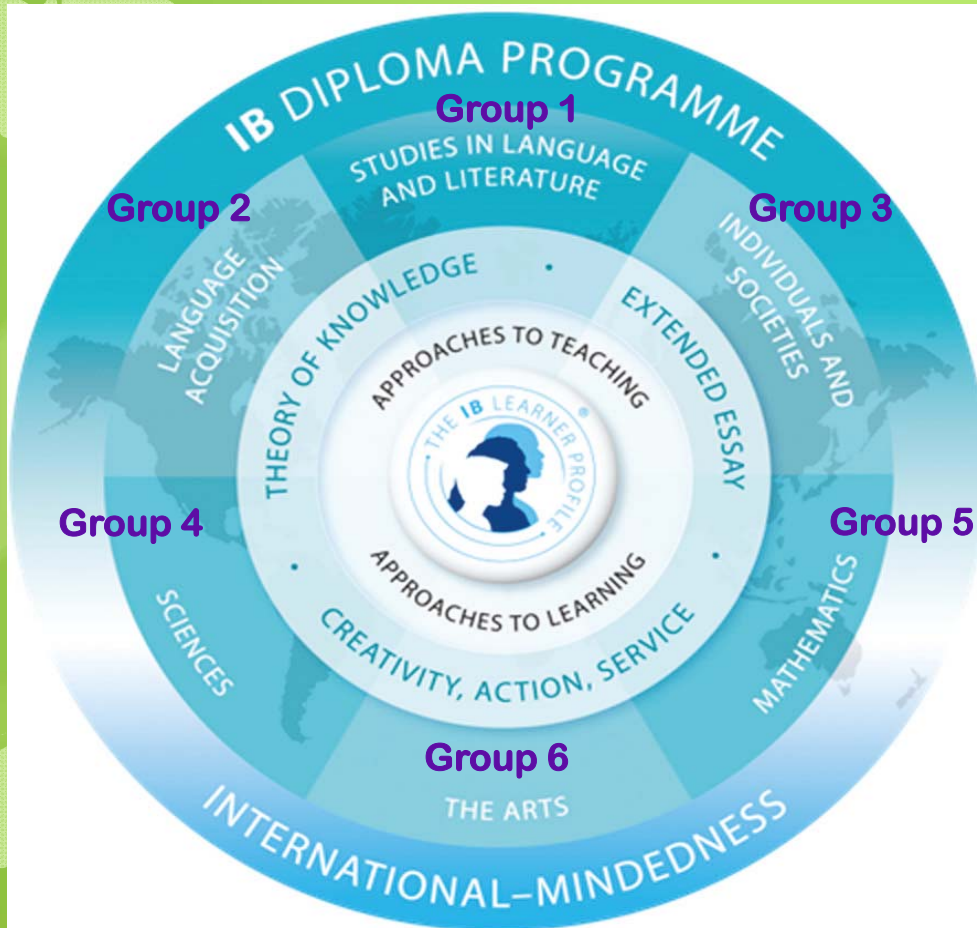 IB DIPLOMA PROGRAMME
Group 1
STUDIES IN LANGUAGE
AND LITERATURE
Group 2
LANGUAGE
ACQUISITION
Group 3
INDIVIDUALS AND
SOCIETIES
THEORY OF KNOWLEDGE
EXTENDED ESSAY
APPROACHES TO TEACHING
THE IB LEARNER PROFILE ®
APPROACHES TO LEARNING
CREATIVITY, ACTION, SERVICE
Group 4
SCIENCES
Group 5
MATHEMATICS
Group 6
THE ARTS
INTERNATIONAL–MINDEDNESS